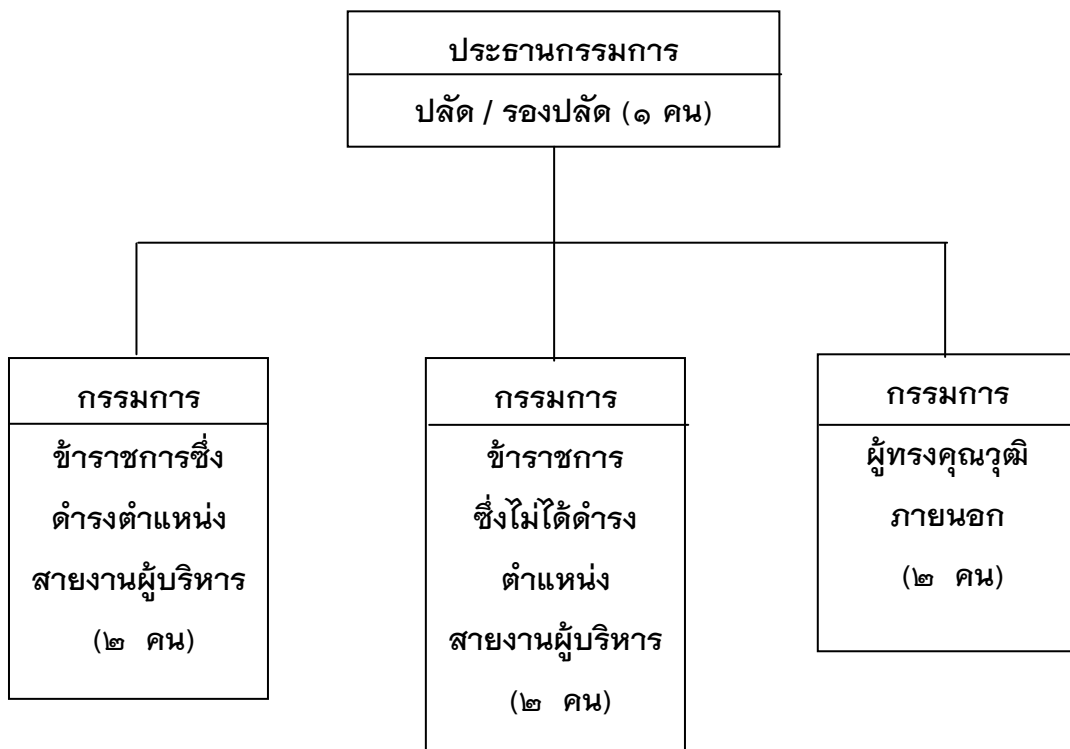 ประธานกรรมการ
ปลัด / รองปลัด (๑ คน)
กรรมการ
ข้าราชการซึ่ง
ดำรงตำแหน่ง
สายงานผู้บริหาร
(๒ คน)
กรรมการ
ข้าราชการ
ซึ่งไม่ได้ดำรง
ตำแหน่ง
สายงานผู้บริหาร
(๒ คน)
กรรมการ
ผู้ทรงคุณวุฒิ
ภายนอก
(๒ คน)